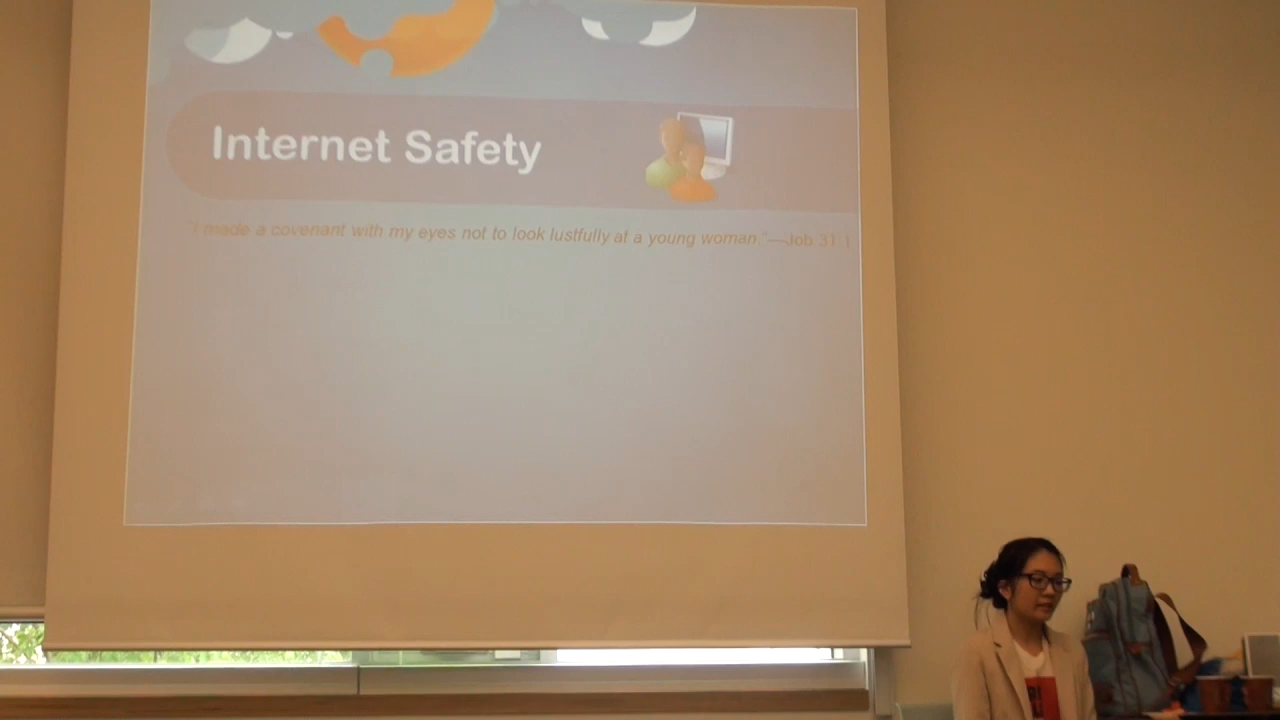 Internet Safety
"I made a covenant with my eyes not to look lustfully at a young woman."—Job 31:1